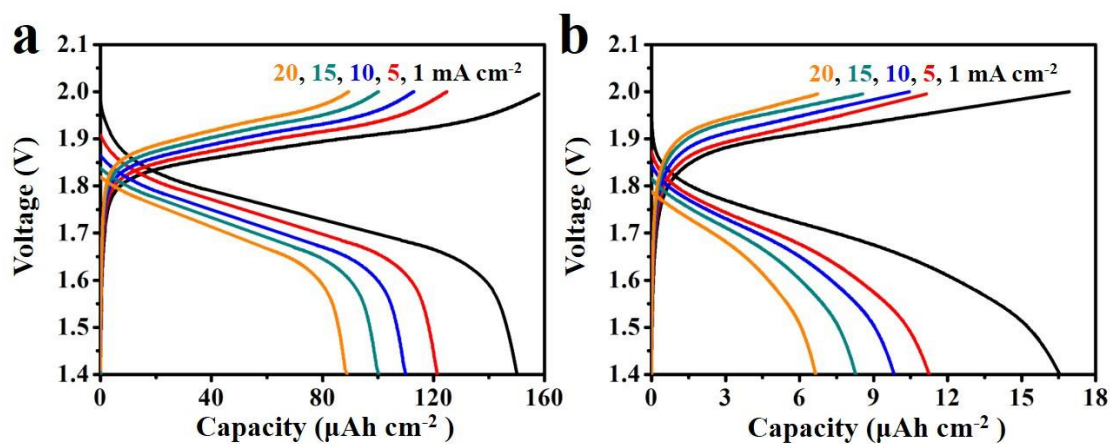 a
2.1
2.0
1.9
1.8
1.7
1.6
1.5
1.4
Voltage (V)
20, 15, 10, 5, 1 mA cm⁻²
0 40 80 120 160
Capacity (μAh cm⁻² )
b
2.1
2.0
1.9
1.8
1.7
1.6
1.5
1.4
Voltage (V)
20, 15, 10, 5, 1 mA cm⁻²
0 3 6 9 12 15 18
Capacity (μAh cm⁻² )